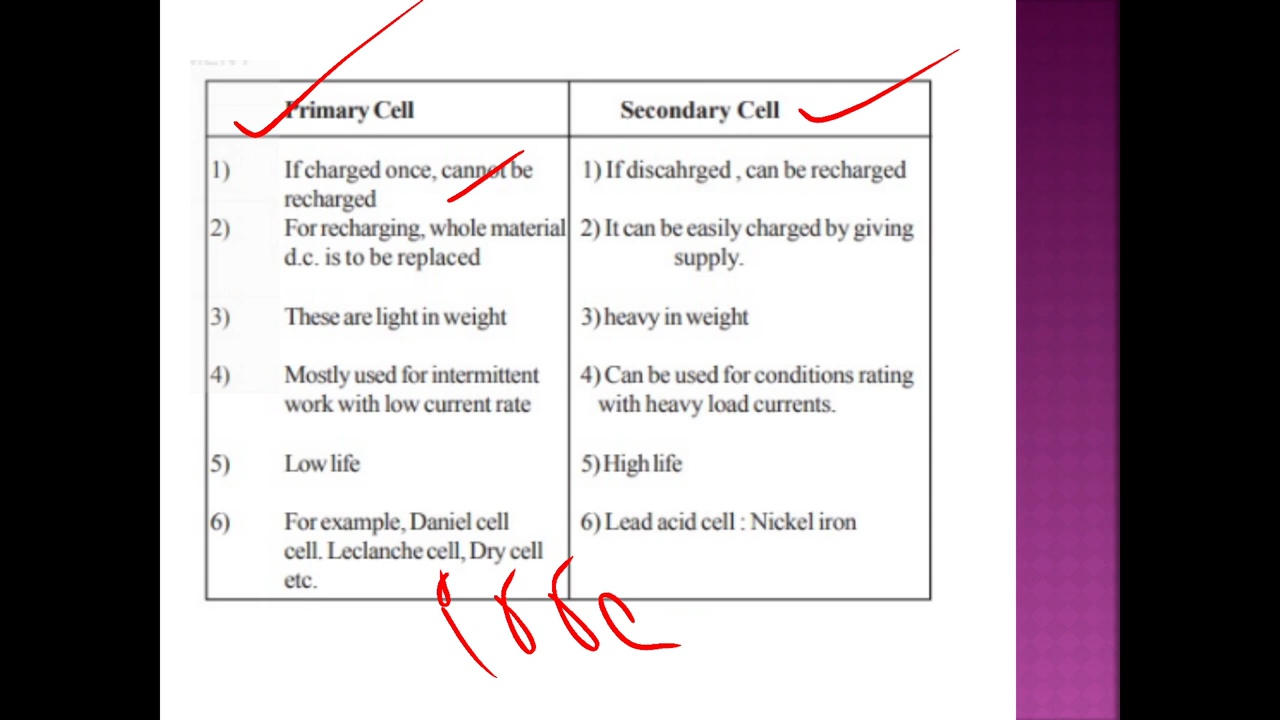 Primary Cell
Secondary Cell
1) If charged once, cannot be
recharged
1) If discahrged , can be recharged
2) For recharging, whole material
d.c. is to be replaced
2) It can be easily charged by giving
supply.
3) These are light in weight
3) heavy in weight
4) Mostly used for intermittent
work with low current rate
4) Can be used for conditions rating
with heavy load currents.
5) Low life
5) High life
6) For example, Daniel cell
cell. Leclanche cell, Dry cell
etc.
6) Lead acid cell : Nickel iron